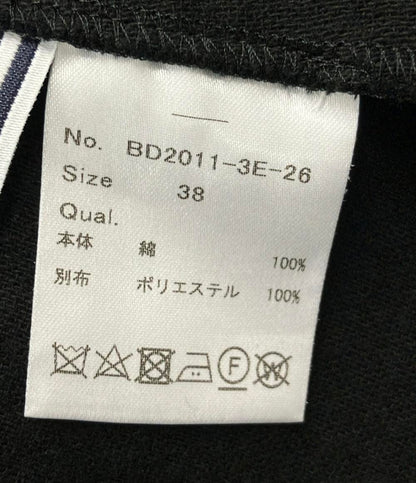 No. BD2011-3E-26
Size 38
Qual.
本体 綿 100%
別布 ポリエステル 100%
F W